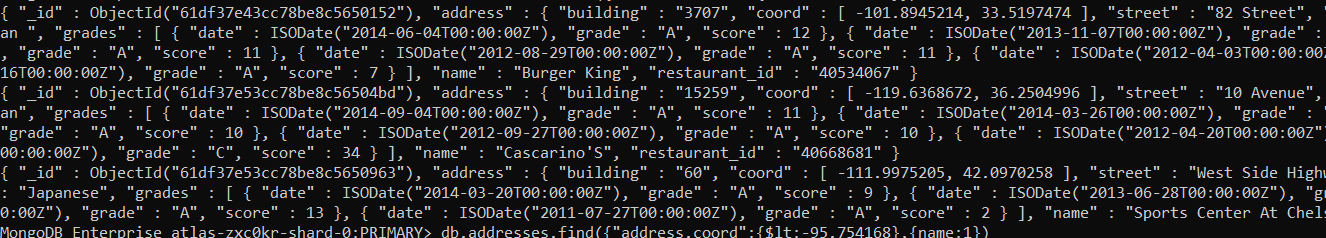 { "_id" : ObjectId("61df37e43cc78be8c5650152"), "address" : { "building" : "3707", "coord" : [ -101.8945214, 33.5197474 ], "street" : "82 Street", "
an ", "grades" : [ { "date" : ISODate("2014-06-04T00:00:00Z"), "grade" : "A", "score" : 12 }, { "date" : ISODate("2013-11-07T00:00:00Z"), "grade" :
, "grade" : "A", "score" : 11 }, { "date" : ISODate("2012-08-29T00:00:00Z"), "grade" : "A", "score" : 11 }, { "date" : ISODate("2012-04-03T00:00:00
16T00:00:00Z"), "grade" : "A", "score" : 7 } ], "name" : "Burger King", "restaurant_id" : "40534067" }
{ "_id" : ObjectId("61df37e53cc78be8c56504bd"), "address" : { "building" : "15259", "coord" : [ -119.6368672, 36.2504996 ], "street" : "10 Avenue",
an", "grades" : [ { "date" : ISODate("2014-09-04T00:00:00Z"), "grade" : "A", "score" : 11 }, { "date" : ISODate("2014-03-26T00:00:00Z"), "grade" :
"grade" : "A", "score" : 10 }, { "date" : ISODate("2012-09-27T00:00:00Z"), "grade" : "A", "score" : 10 }, { "date" : ISODate("2012-04-20T00:00:00Z")
00:00:00Z"), "grade" : "C", "score" : 34 } ], "name" : "Cascarino'S", "restaurant_id" : "40668681" }
{ "_id" : ObjectId("61df37e53cc78be8c5650963"), "address" : { "building" : "60", "coord" : [ -111.9975205, 42.0970258 ], "street" : "West Side Highw
: "Japanese", "grades" : [ { "date" : ISODate("2014-03-20T00:00:00Z"), "grade" : "A", "score" : 9 }, { "date" : ISODate("2013-06-28T00:00:00Z"), "gr
0:00Z"), "grade" : "A", "score" : 13 }, { "date" : ISODate("2011-07-27T00:00:00Z"), "grade" : "A", "score" : 2 } ], "name" : "Sports Center At Chels
MongoDB Enterprise atlas-zxc0kr-shard-0:PRIMARY> db.addresses.find({"address.coord":{$lt:-95.754168},{name:1})